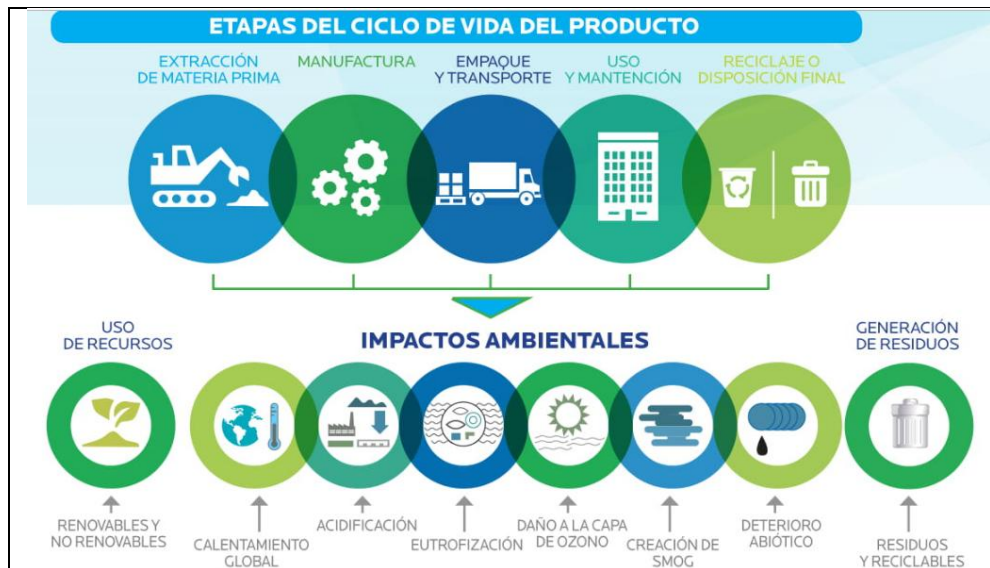 ETAPAS DEL CICLO DE VIDA DEL PRODUCTO
EXTRACCIÓN
DE MATERIA PRIMA
MANUFACTURA
EMPAQUE
Y TRANSPORTE
USO
Y MANTENCIÓN
RECICLAJE O
DISPOSICIÓN FINAL
USO
DE RECURSOS
IMPACTOS AMBIENTALES
GENERACIÓN
DE RESIDUOS
RENOVABLES Y
NO RENOVABLES
CALENTAMIENTO
GLOBAL
ACIDIFICACIÓN
EUTROFIZACIÓN
DAÑO A LA CAPA
DE OZONO
CREACIÓN DE
SMOG
DETERIORO
ABIÓTICO
RESIDUOS
Y RECICLABLES